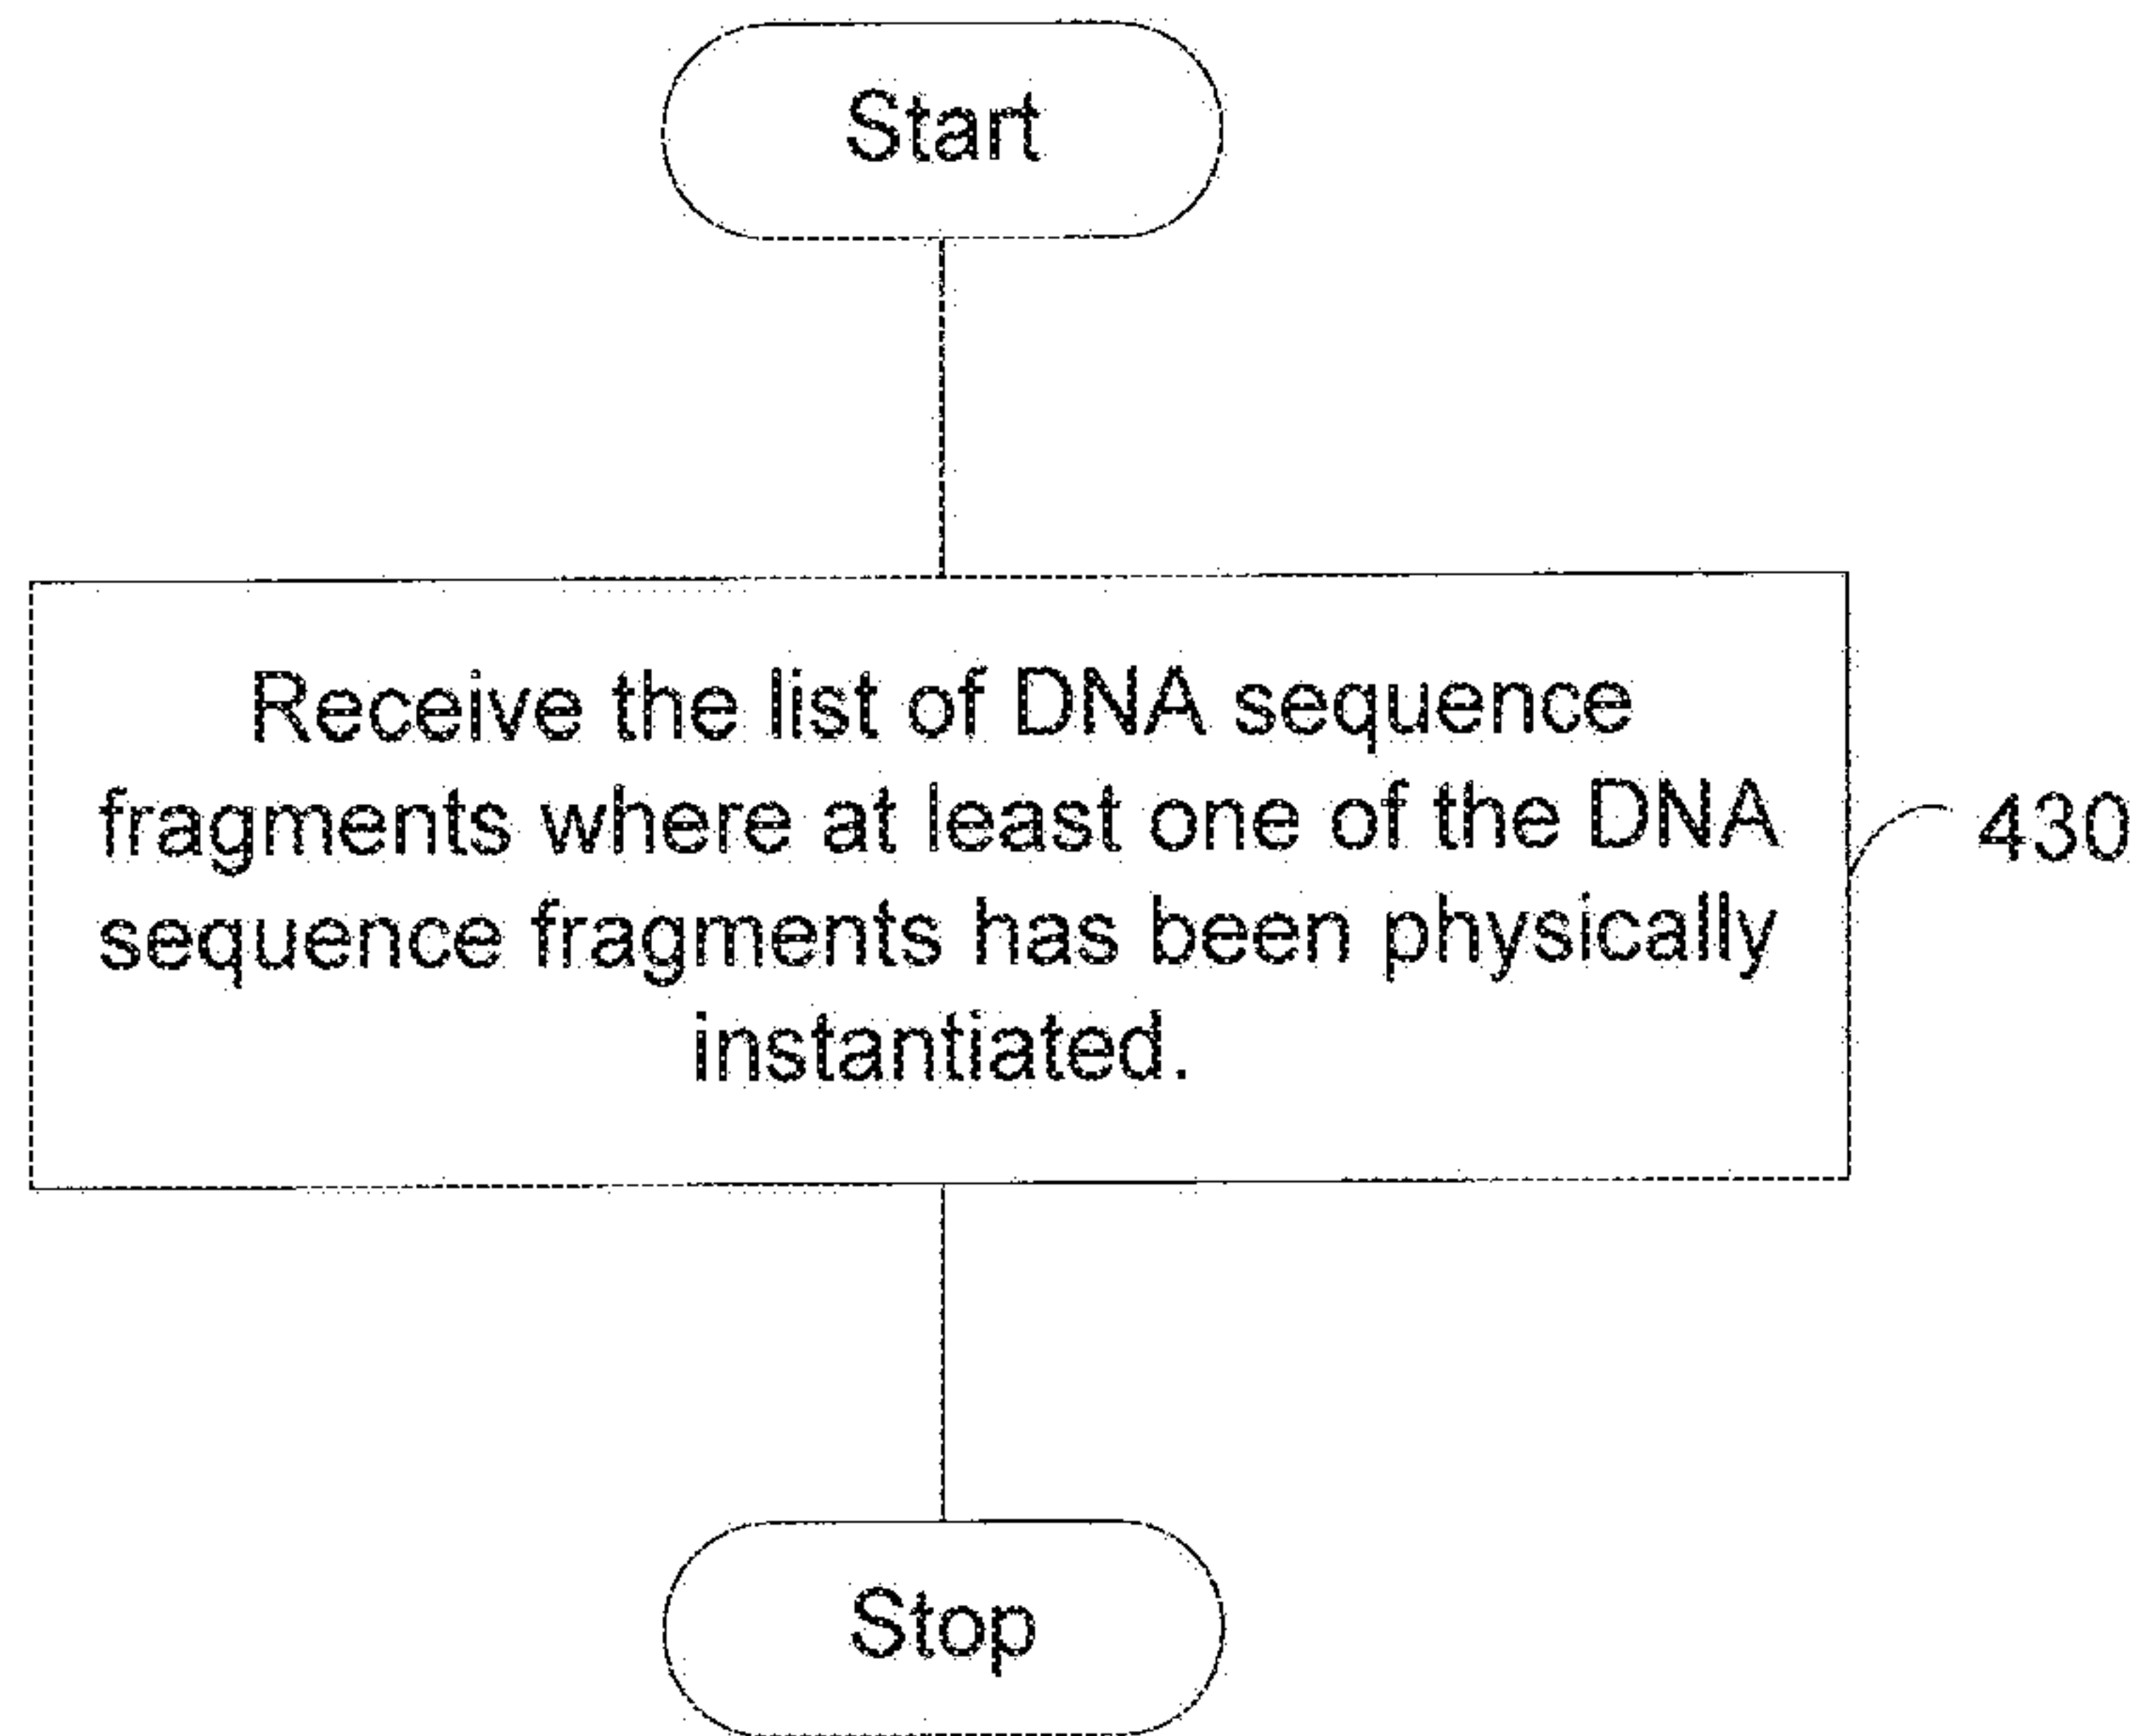 Start
Receive the list of DNA sequence
fragments where at least one of the DNA
sequence fragments has been physically
instantiated.
430
Stop